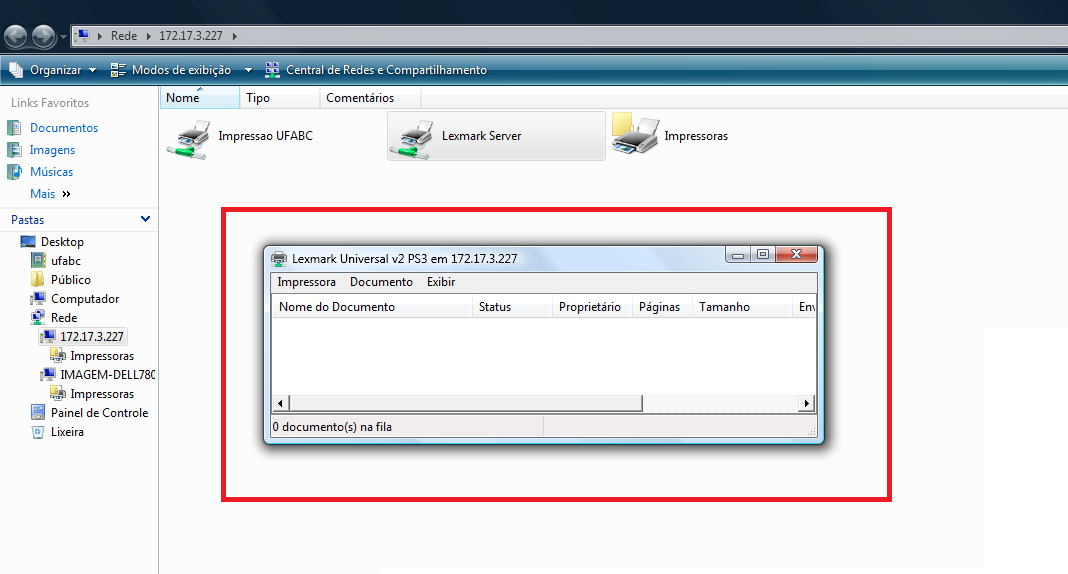 Rede 172.17.3.227
Organizar Modos de exibição Central de Redes e Compartilhamento
Links Favoritos
Documentos
Imagens
Músicas
Mais »
Pastas
Desktop
ufabc
Público
Computador
Rede
172.17.3.227
Impressoras
IMAGEM-DELL780
Impressoras
Painel de Controle
Lixeira
Nome Tipo Comentários
Impressao UFABC Lexmark Server Impressoras
Lexmark Universal v2 PS3 em 172.17.3.227
Impressora Documento Exibir
Nome do Documento Status Proprietário Páginas Tamanho Env
0 documento(s) na fila